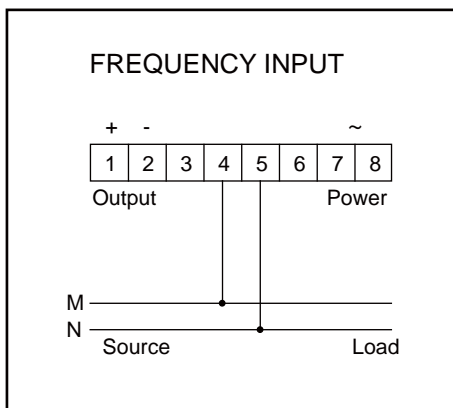 FREQUENCY INPUT
+ - ~
1 2 3 4 5 6 7 8
Output Power
M
N
Source Load